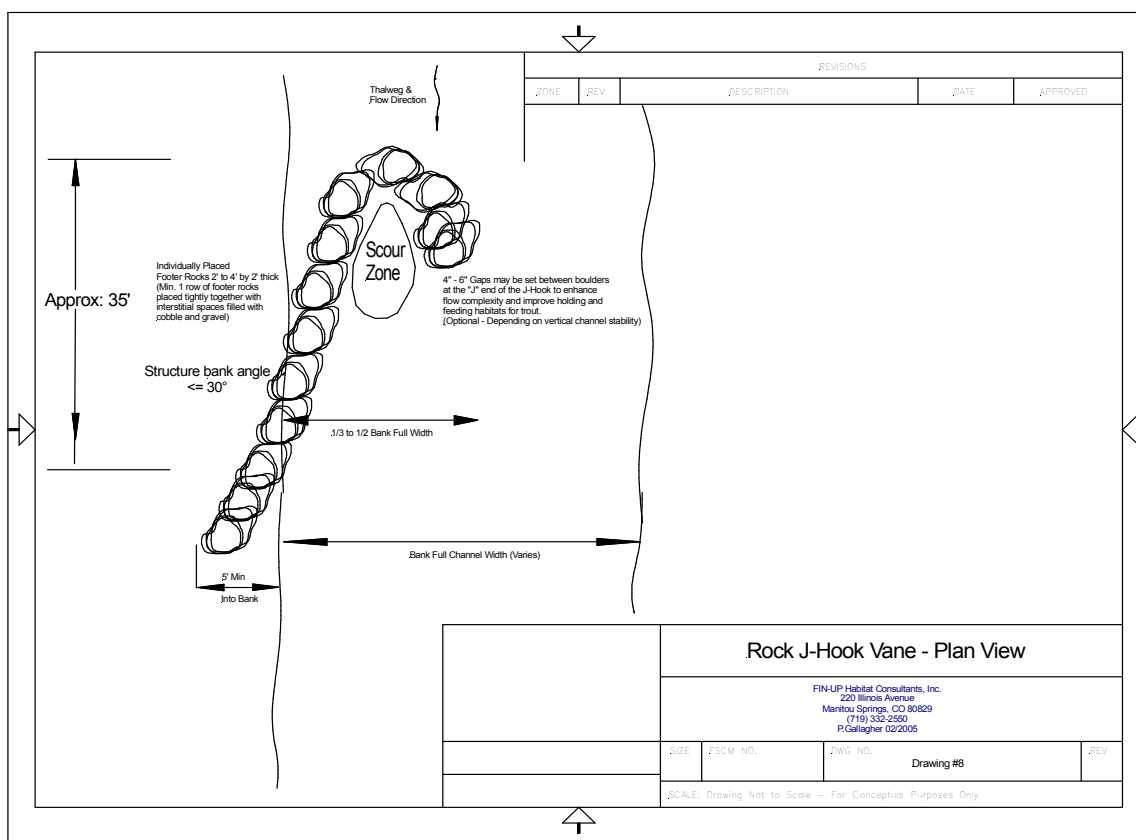 REVISIONS
ZONE REV DESCRIPTION DATE APPROVED
Thalweg &
Flow Direction
Scour
Zone
Individually Placed
Footer Rocks 2' to 4' by 2' thick
(Min. 1 row of footer rocks
placed tightly together with
interstitial spaces filled with
cobble and gravel)
4" - 6" Gaps may be set between boulders
at the "J" end of the J-Hook to enhance
flow complexity and improve holding and
feeding habitats for trout.
(Optional - Depending on vertical channel stability)
Approx: 35'
Structure bank angle
<= 30°
1/3 to 1/2 Bank Full Width
Bank Full Channel Width (Varies)
5' Min
Into Bank
Rock J-Hook Vane - Plan View
FIN-UP Habitat Consultants, Inc.
220 Illinois Avenue
Manitou Springs, CO 80829
(719) 332-2550
P.Gallagher 02/2005
SIZE FSCM NO. DWG NO. REV
Drawing #8
SCALE: Drawing Not to Scale - For Conceptual Purposes Only